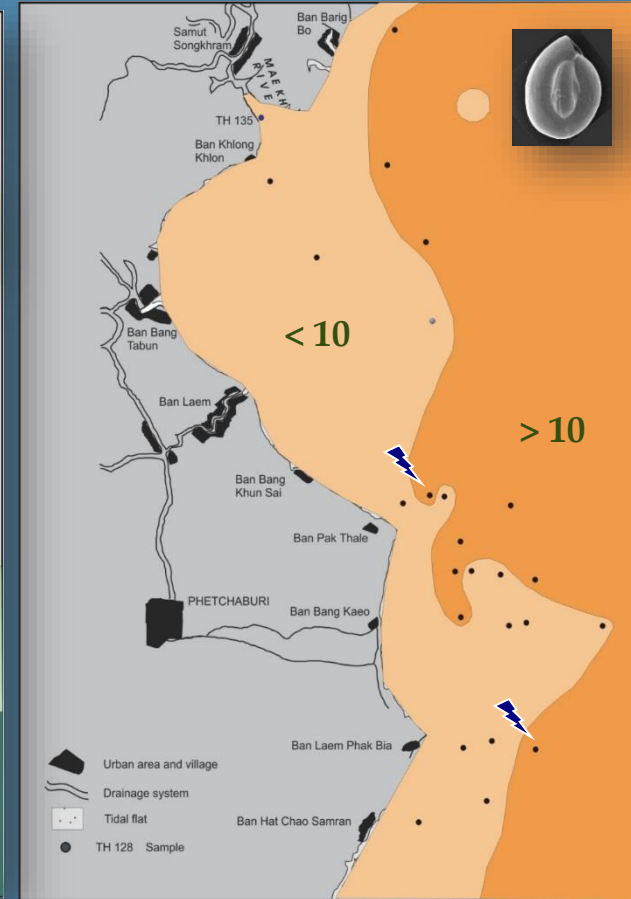 Samut
Songkhram
Ban Barig
Bo
MAE KH
RIVE
TH 135
Ban Khlong
Khlon
< 10
Ban Bang
Tabun
Ban Laem
> 10
Ban Bang
Khun Sai
Ban Pak Thale
PHETCHABURI
Ban Bang Kaeo
Ban Laem Phak Bia
Ban Hat Chao Samran
Urban area and village
Drainage system
Tidal flat
TH 128 Sample